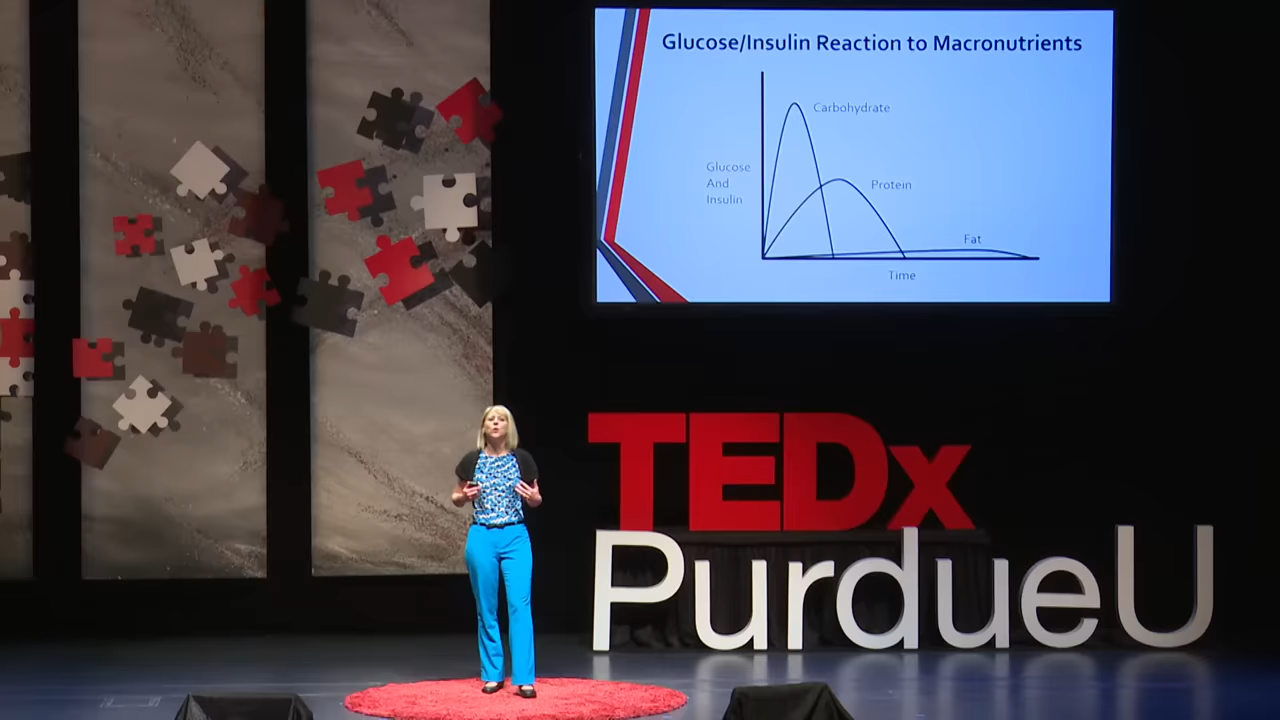 Glucose/Insulin Reaction to Macronutrients
Carbohydrate
Glucose
And
Insulin
Protein
Fat
Time
TEDx
PurdueU